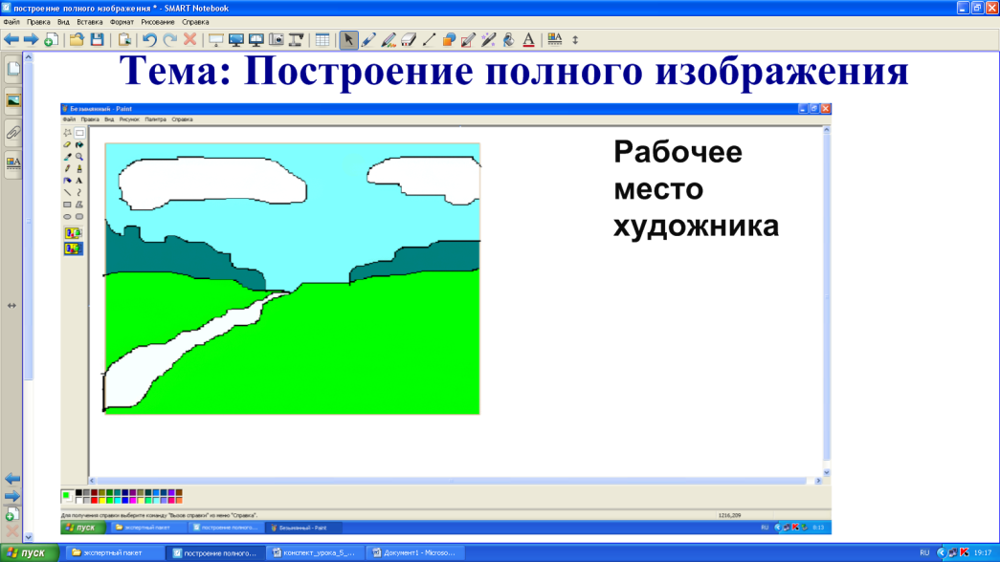 построение полного изображения * - SMART Notebook
Файл Правка Вид Вставка Формат Рисование Справка
Тема: Построение полного изображения
Безымянный - Paint
Файл Правка Вид Рисунок Палитра Справка
Рабочее
место
художника
Для получения справки выберите команду "Вызов справки" из меню "Справка".
1216,209
пуск экспертный пакет построение полного... Безымянный - Paint RU 8:13
пуск экспертный пакет построение полного... конспект_урока_5_... Документ1 - Microso... RU 19:17